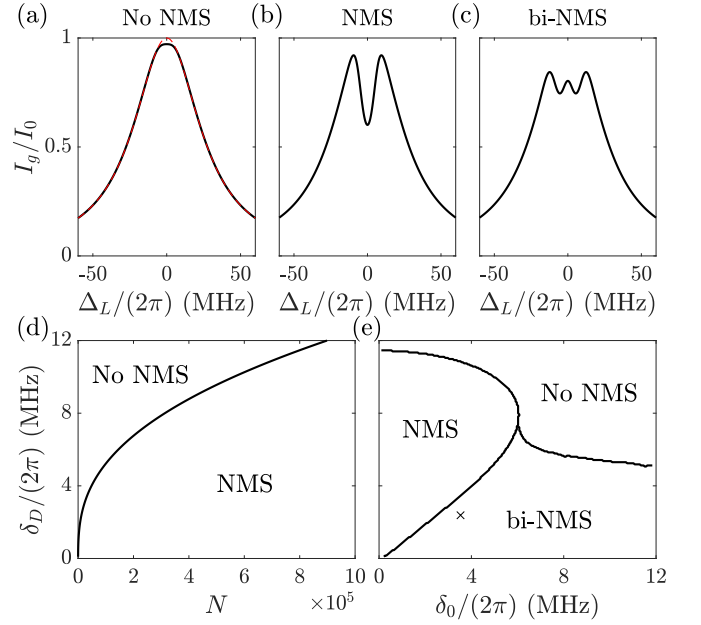 (a) No NMS (b) NMS (c) bi-NMS
1
0.5
0
I_g/I_0
-50 0 50 -50 0 50 -50 0 50
Δ_L/(2π) (MHz) Δ_L/(2π) (MHz) Δ_L/(2π) (MHz)
(d) (e)
12
8
4
0
δ_D/(2π) (MHz)
No NMS
NMS
NMS
No NMS
bi-NMS
0 2 4 6 8 10 0 4 8 12
N ×10^5 δ_0/(2π) (MHz)